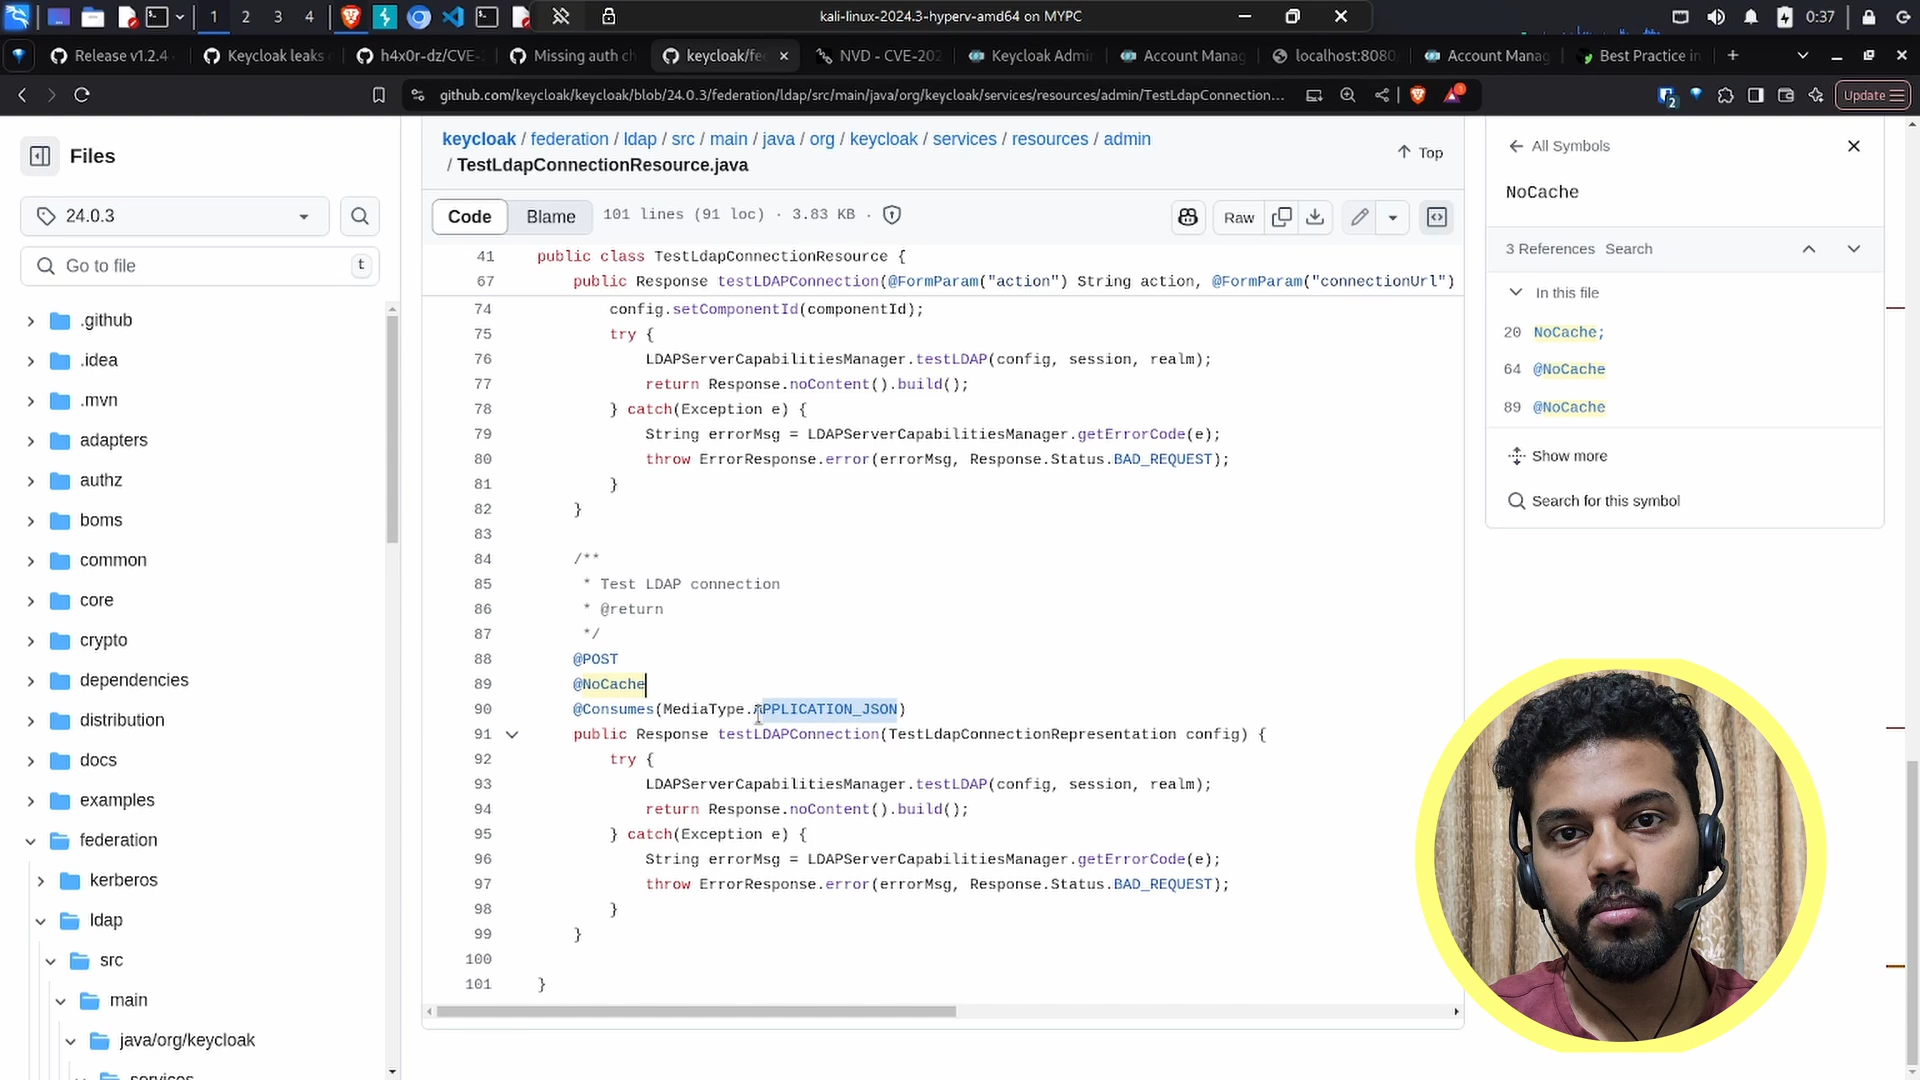 1
2
3
4
kali-linux-2024.3-hyperv-amd64 on MYPC
0:37
Release v1.2.4
Keycloak leaks
h4x0r-dz/CVE-2
Missing auth ch
keycloak/fed
NVD - CVE-202
Keycloak Admin
Account Manag
localhost:8080
Account Manag
Best Practice in
github.com/keycloak/keycloak/blob/24.0.3/federation/ldap/src/main/java/org/keycloak/services/resources/admin/TestLdapConnection...
2
Update
Files
24.0.3
Go to file
t
.github
.idea
.mvn
adapters
authz
boms
common
core
crypto
dependencies
distribution
docs
examples
federation
kerberos
ldap
src
main
java/org/keycloak
services
keycloak / federation / ldap / src / main / java / org / keycloak / services / resources / admin
/ TestLdapConnectionResource.java
Top
Code
Blame
101 lines (91 loc) · 3.83 KB ·
Raw
41 public class TestLdapConnectionResource {
67 public Response testLDAPConnection(@FormParam("action") String action, @FormParam("connectionUrl")
74 config.setComponentId(componentId);
75 try {
76 LDAPServerCapabilitiesManager.testLDAP(config, session, realm);
77 return Response.noContent().build();
78 } catch(Exception e) {
79 String errorMsg = LDAPServerCapabilitiesManager.getErrorCode(e);
80 throw ErrorResponse.error(errorMsg, Response.Status.BAD_REQUEST);
81 }
82 }
83
84 /**
85 * Test LDAP connection
86 * @return
87 */
88 @POST
89 @NoCache
90 @Consumes(MediaType.APPLICATION_JSON)
91 public Response testLDAPConnection(TestLdapConnectionRepresentation config) {
92 try {
93 LDAPServerCapabilitiesManager.testLDAP(config, session, realm);
94 return Response.noContent().build();
95 } catch(Exception e) {
96 String errorMsg = LDAPServerCapabilitiesManager.getErrorCode(e);
97 throw ErrorResponse.error(errorMsg, Response.Status.BAD_REQUEST);
98 }
99 }
100
101 }
All Symbols
NoCache
3 References Search
In this file
20 NoCache;
64 @NoCache
89 @NoCache
Show more
Search for this symbol